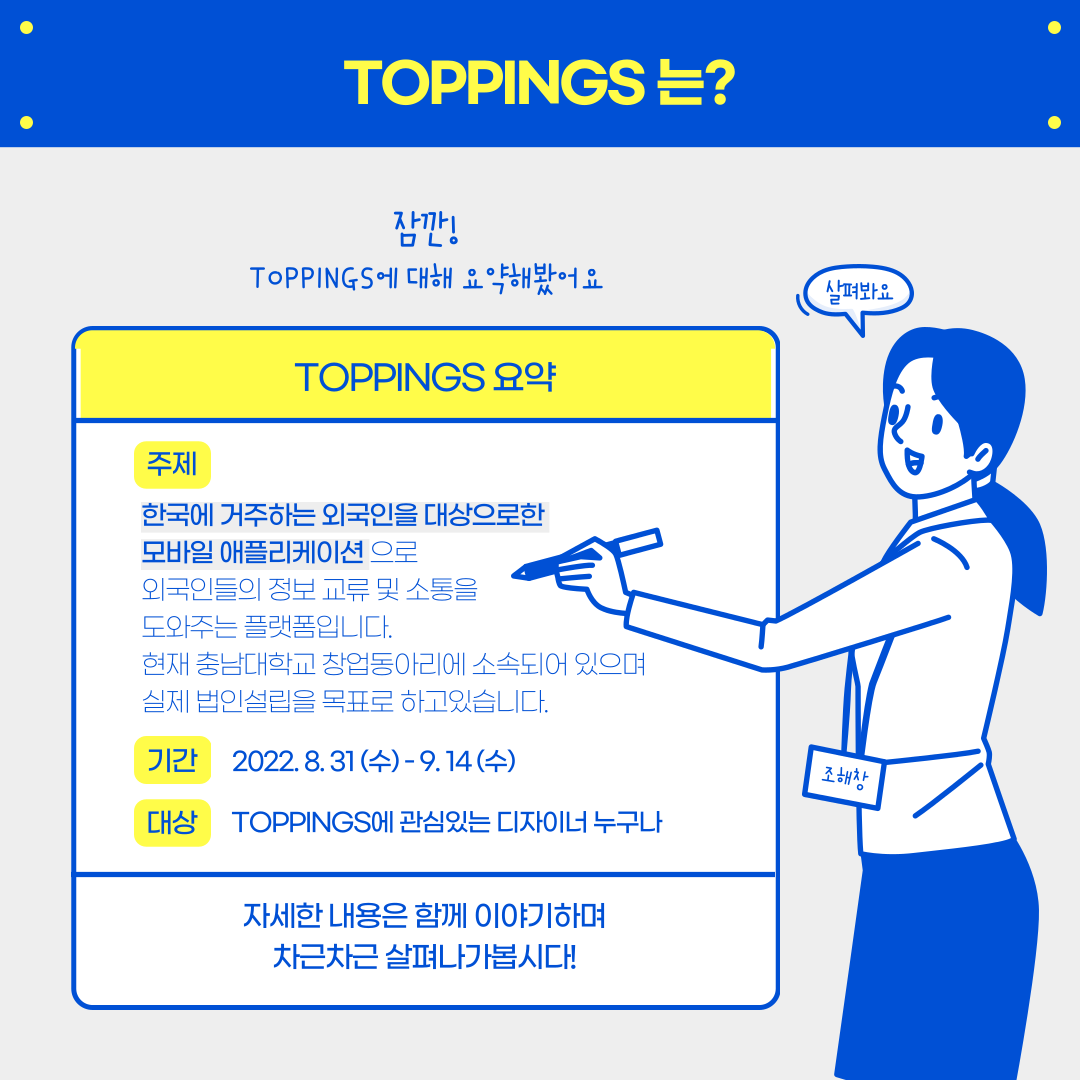 TOPPINGS 는?
잠깐!
TOPPINGS에 대해 요약해봤어요
살펴봐요
TOPPINGS 요약
주제
한국에 거주하는 외국인을 대상으로한
모바일 애플리케이션 으로
외국인들의 정보 교류 및 소통을
도와주는 플랫폼입니다.
현재 충남대학교 창업동아리에 소속되어 있으며
실제 법인설립을 목표로 하고있습니다.
기간 2022. 8. 31 (수) - 9. 14 (수)
조해창
대상 TOPPINGS에 관심있는 디자이너 누구나
자세한 내용은 함께 이야기하며
차근차근 살펴나가봅시다!